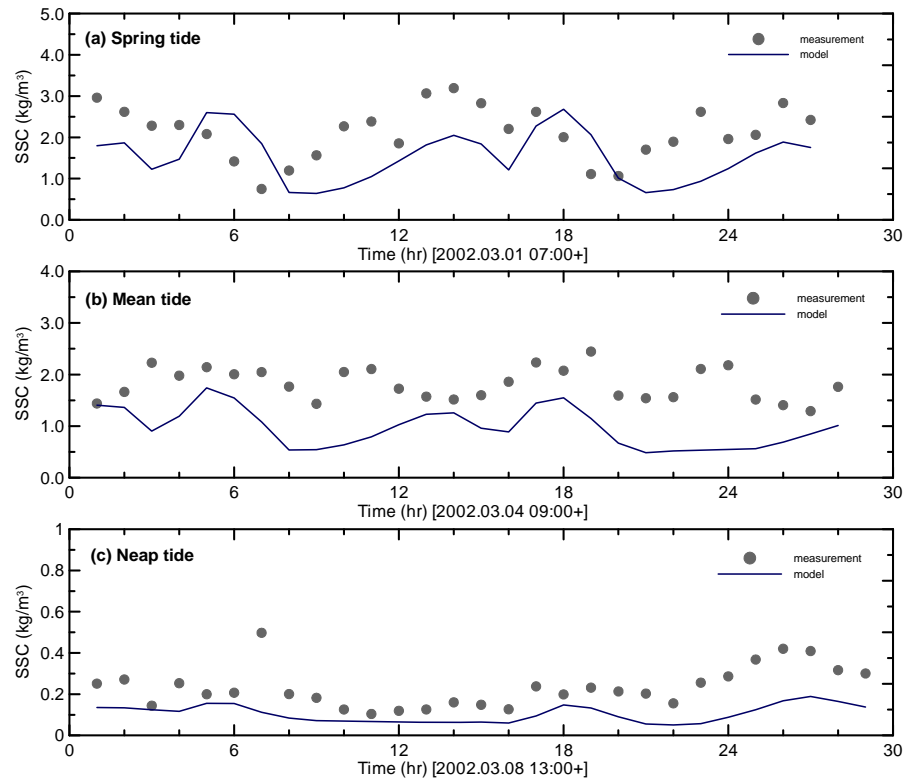 5.0
(a) Spring tide
measurement
model
4.0
3.0
2.0
1.0
0.0
SSC (kg/m³)
0 6 12 18 24 30
Time (hr) [2002.03.01 07:00+]
4.0
(b) Mean tide
measurement
model
3.0
2.0
1.0
0.0
SSC (kg/m³)
0 6 12 18 24 30
Time (hr) [2002.03.04 09:00+]
1
(c) Neap tide
measurement
model
0.8
0.6
0.4
0.2
0
SSC (kg/m³)
0 6 12 18 24 30
Time (hr) [2002.03.08 13:00+]